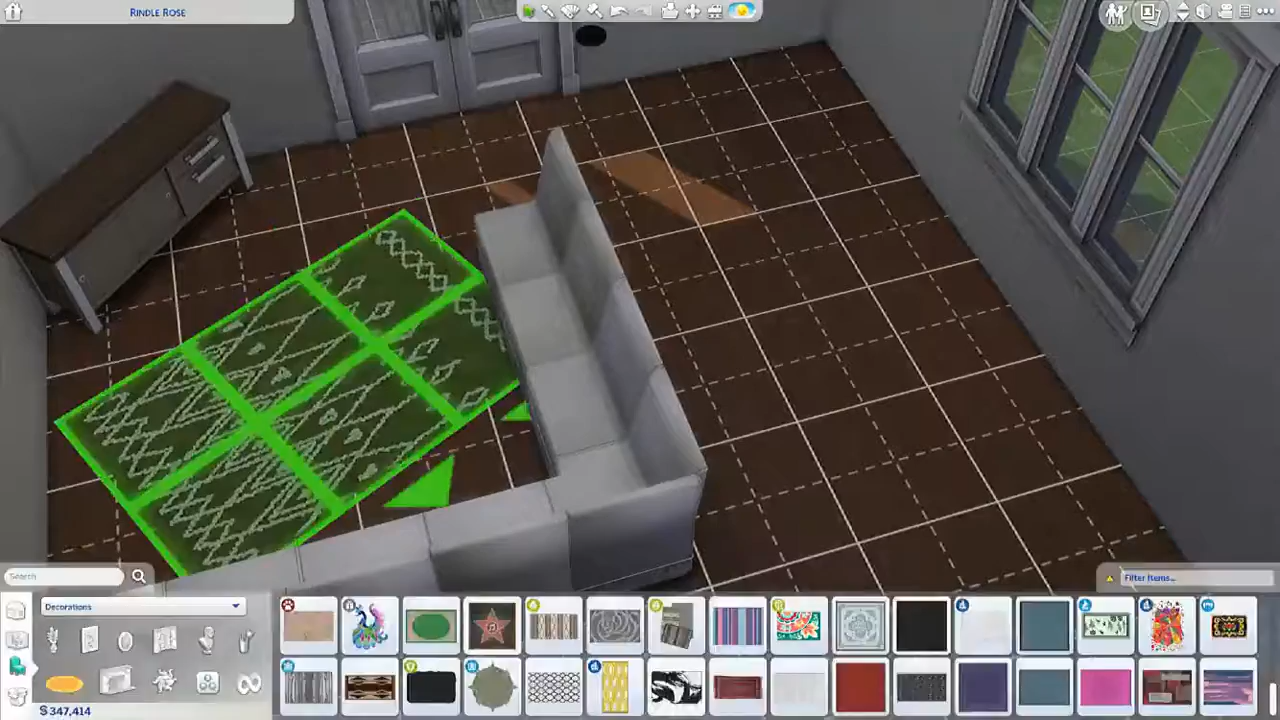 RINDLE ROSE
Search
Filter Items...
Decorations
§347,414